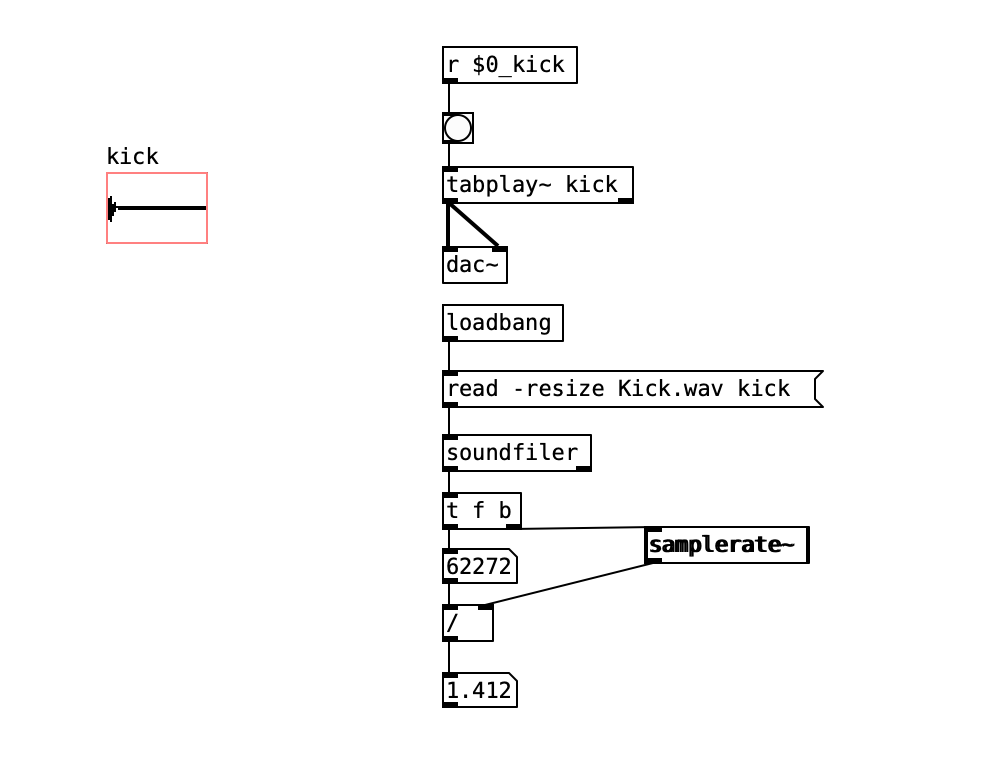 r $0_kick
kick
tabplay~ kick
dac~
loadbang
read -resize Kick.wav kick
soundfiler
t f b
samplerate~
62272
/
1.412